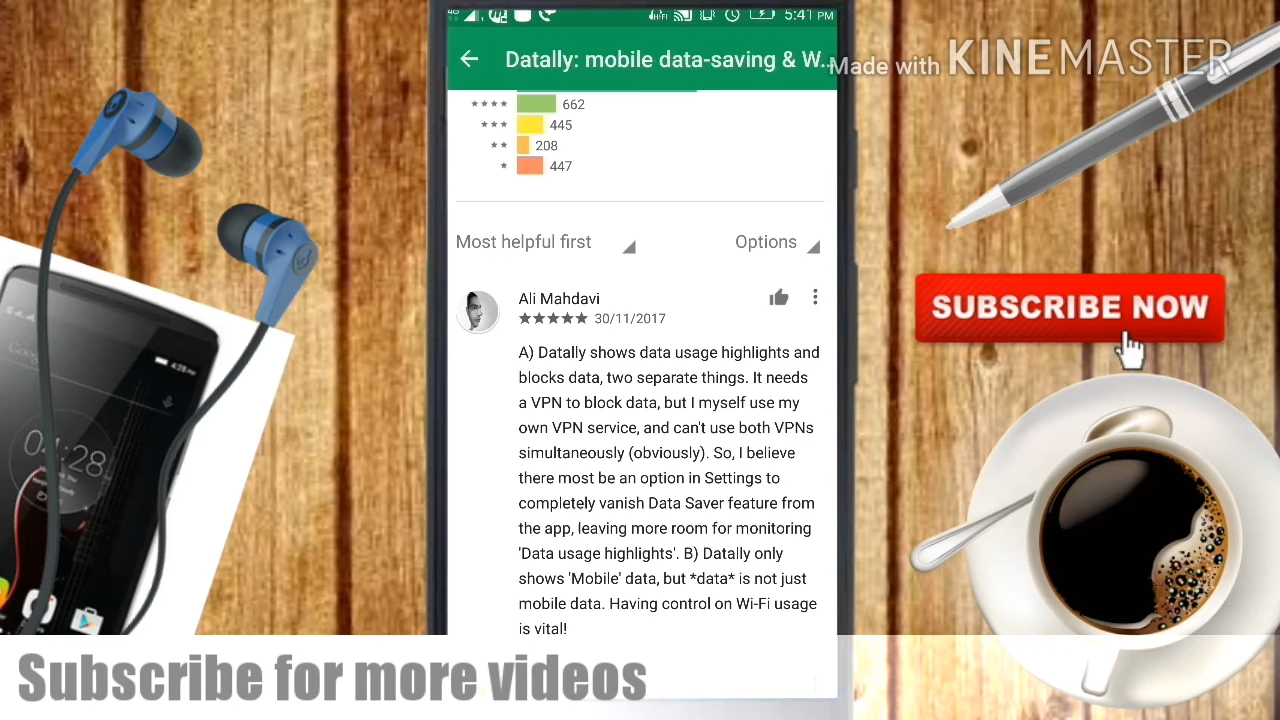 4G 5:41 PM
Datally: mobile data-saving & W...
Made with KINEMASTER
★★★★ 662
★★★ 445
★★ 208
★ 447
Most helpful first
Options
Ali Mahdavi
★★★★★ 30/11/2017
A) Datally shows data usage highlights and
blocks data, two separate things. It needs
a VPN to block data, but I myself use my
own VPN service, and can't use both VPNs
simultaneously (obviously). So, I believe
there most be an option in Settings to
completely vanish Data Saver feature from
the app, leaving more room for monitoring
'Data usage highlights'. B) Datally only
shows 'Mobile' data, but *data* is not just
mobile data. Having control on Wi-Fi usage
is vital!
SUBSCRIBE NOW
04:28
Subscribe for more videos